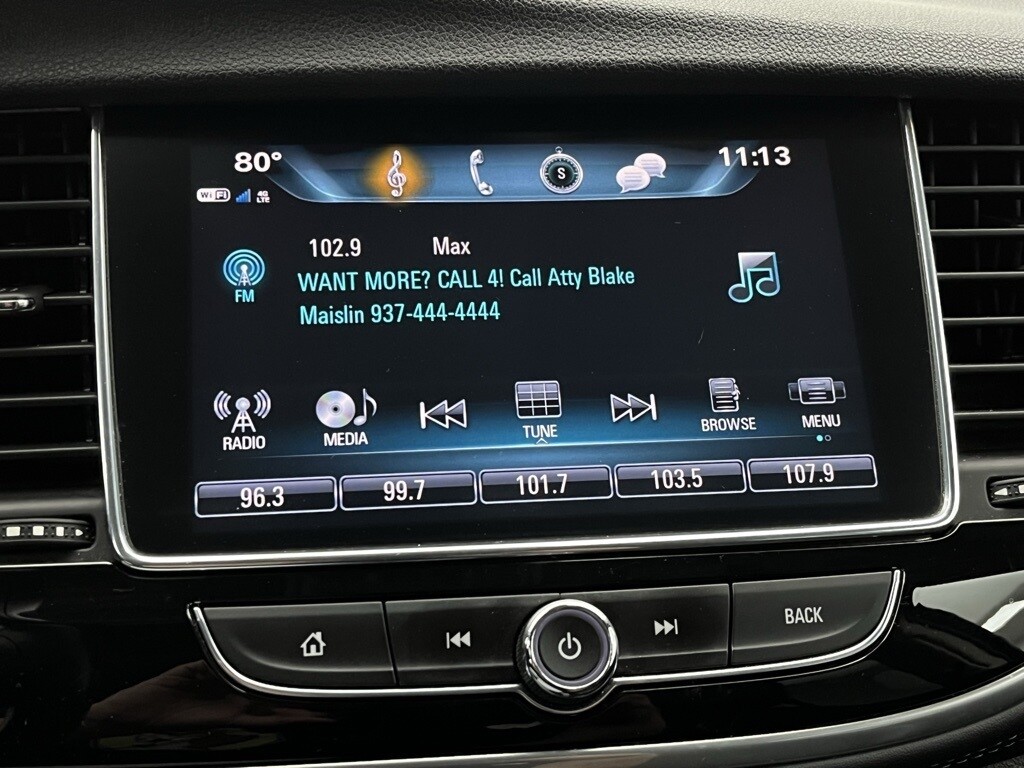 80° 11:13
WiFi 4G LTE S
102.9 Max
WANT MORE? CALL 4! Call Atty Blake
Maislin 937-444-4444
FM
RADIO MEDIA TUNE BROWSE MENU
96.3 99.7 101.7 103.5 107.9
BACK